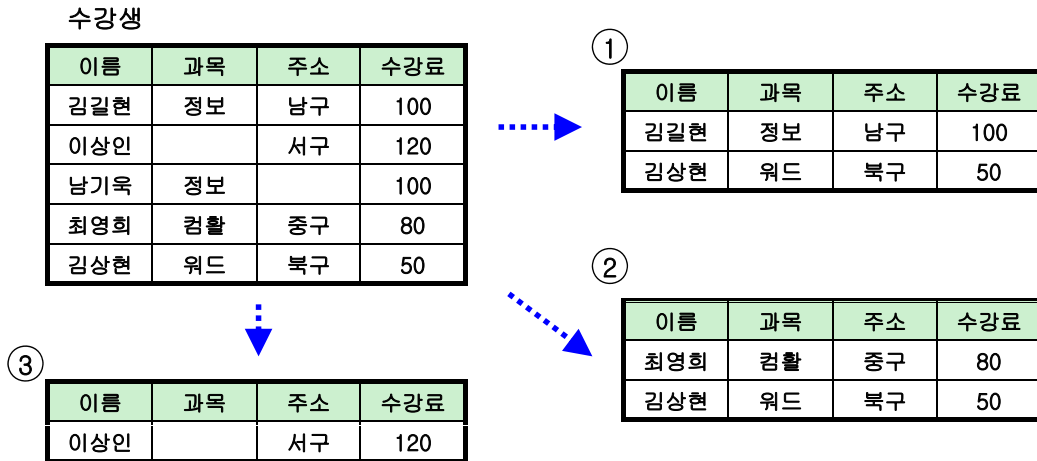 수강생
이름 과목 주소 수강료
김길현 정보 남구 100
이상인 서구 120
남기욱 정보 100
최영희 컴활 중구 80
김상현 워드 북구 50
①
이름 과목 주소 수강료
김길현 정보 남구 100
김상현 워드 북구 50
②
이름 과목 주소 수강료
최영희 컴활 중구 80
김상현 워드 북구 50
③
이름 과목 주소 수강료
이상인 서구 120